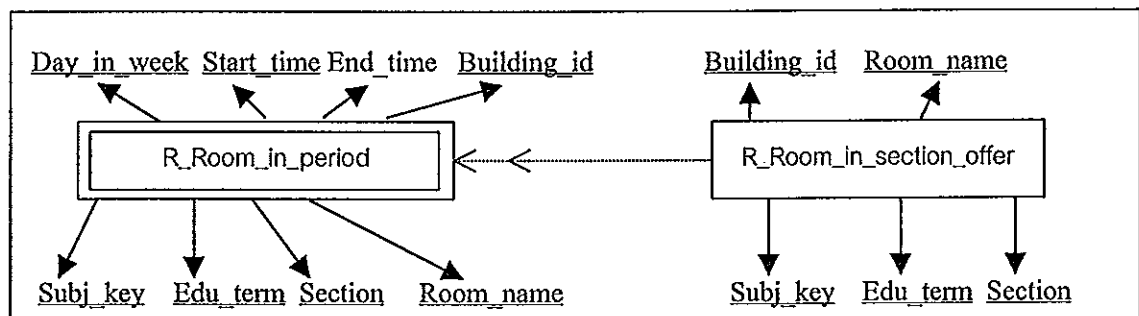 Day_in_week Start_time End_time Building_id Building_id Room_name
R_Room_in_period R_Room_in_section_offer
Subj_key Edu_term Section Room_name Subj_key Edu_term Section